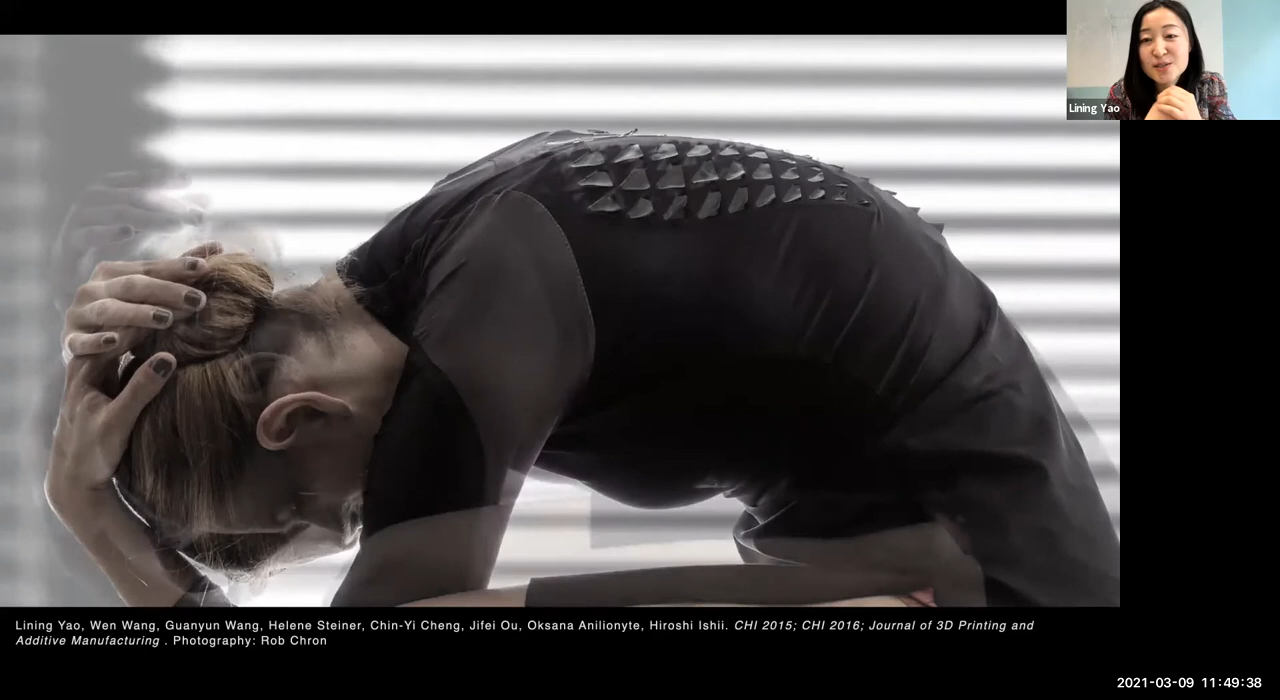 Lining Yao
Lining Yao, Wen Wang, Guanyun Wang, Helene Steiner, Chin-Yi Cheng, Jifei Ou, Oksana Anilionyte, Hiroshi Ishii. CHI 2015; CHI 2016; Journal of 3D Printing and
Additive Manufacturing . Photography: Rob Chron
2021-03-09 11:49:38